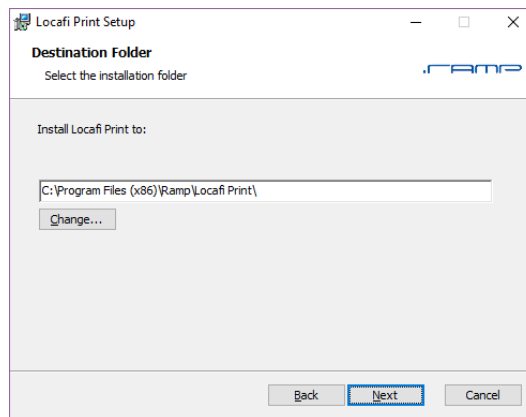 Locafi Print Setup
Destination Folder
Select the installation folder
.ramp
Install Locafi Print to:
C:\Program Files (x86)\Ramp\Locafi Print\
Change...
Back
Next
Cancel